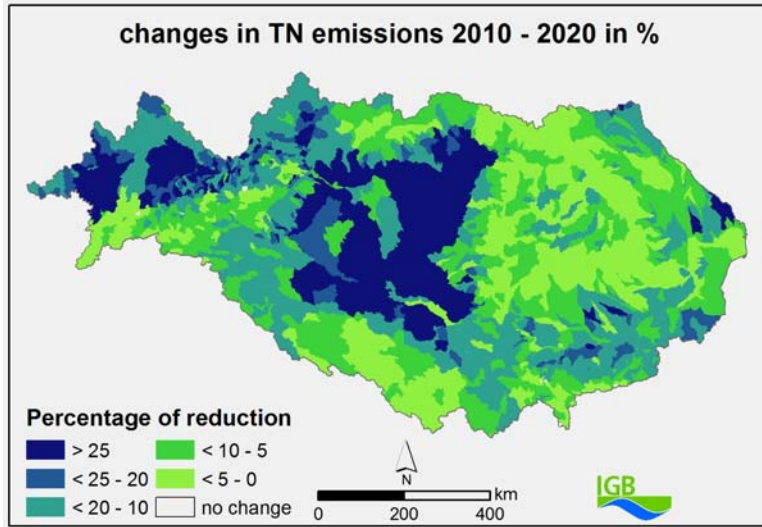 changes in TN emissions 2010 - 2020 in %
Percentage of reduction
> 25
< 10 - 5
< 25 - 20
< 5 - 0
< 20 - 10
no change
N
km
0 200 400
IGB